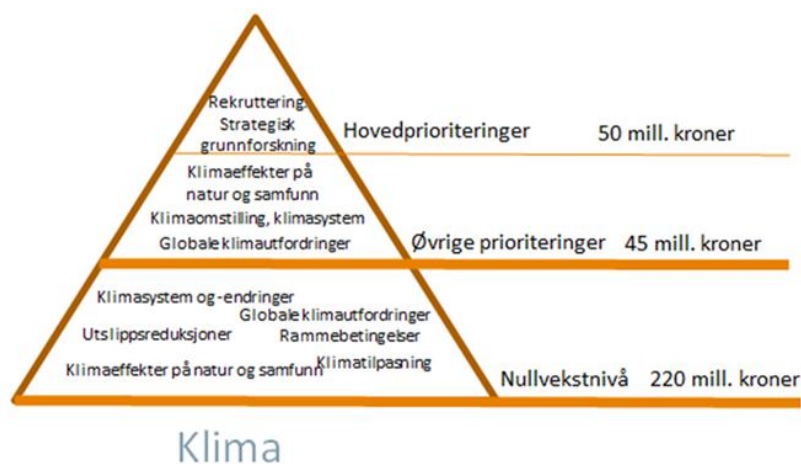 Rekruttering.
Strategisk
grunnforskning
Hovedprioriteringer 50 mill. kroner
Klimaeffekter på
natur og samfunn
Klimaomstilling, klimasystem
Globale klimautfordringer
Øvrige prioriteringer 45 mill. kroner
Klimasystem og -endringer
Globale klimautfordringer
Utslippsreduksjoner
Rammebetingelser
Klimaeffekter på natur og samfunn
Klimatilpasning
Nullvekstnivå 220 mill. kroner
Klima